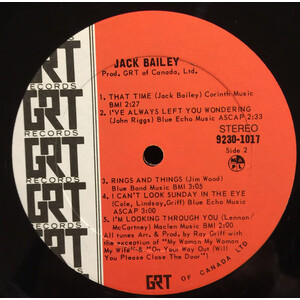 JACK BAILEY
Prod. GRT of Canada, Ltd.
1. THAT TIME (Jack Bailey) Corinth Music
BMI 2:27
2. I'VE ALWAYS LEFT YOU WONDERING
(John Riggs) Blue Echo Music ASCAP 2:33
STEREO
9230-1017
Side 2
3. RINGS AND THINGS (Jim Wood)
Blue Band Music BMI 3:05
4. I CAN'T LOOK SUNDAY IN THE EYE
(Cole, Lindsay, Griff) Blue Echo Music
ASCAP 3:00
5. I'M LOOKING THROUGH YOU (Lennon/
McCartney) Maclen Music BMI 2:00
All tunes Arr. & Prod. by Ray Griff with
the exception of "My Woman My Woman
My Wife" & "On Your Way Out (Will
You Please Close The Door"
GRT OF CANADA LTD
GRT
RECORDS
GRT
RECORDS
GRT
RECORDS
GRT
RECORDS
GRT